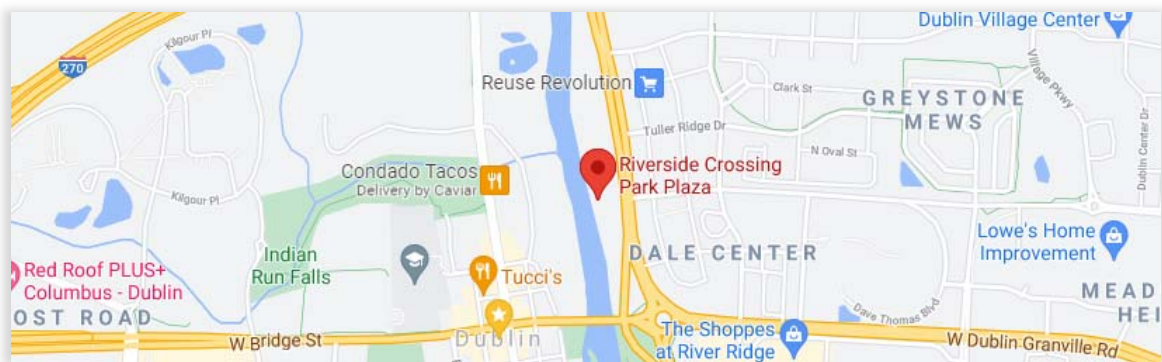 Dublin Village Center
Kilgour Pl
270
Reuse Revolution
Village Pkwy
Clark St
GREYSTONE
MEWS
Tuller Ridge Dr
N Oval St
Dublin Center Dr
Condado Tacos
Delivery by Caviar
Riverside Crossing
Park Plaza
Kilgour Pl
Lowe's Home
Improvement
Indian
Run Falls
DALE CENTER
Red Roof PLUS+
Columbus - Dublin
Tucci's
MEAD
HEI
OST ROAD
Dave Thomas Blvd
W Bridge St
Dublin
The Shoppes
at River Ridge
W Dublin Granville Rd